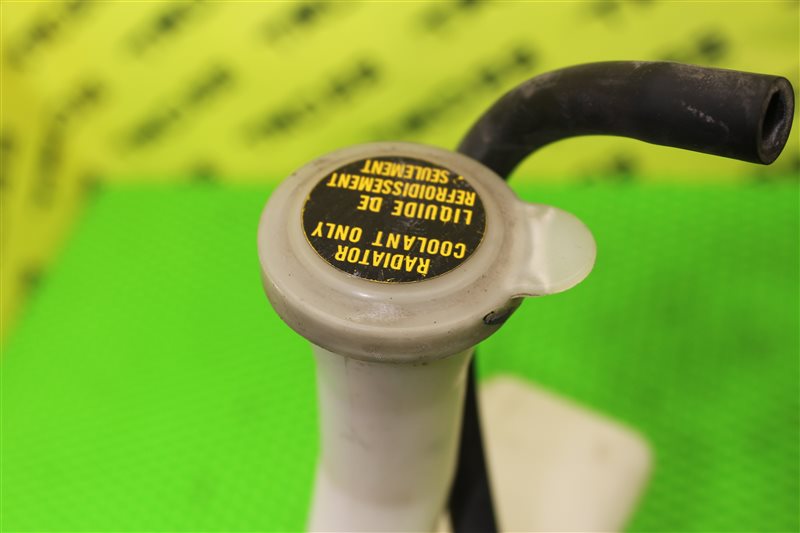 RADIATOR
COOLANT ONLY
LIQUIDE DE
REFROIDISSEMENT
SEULEMENT